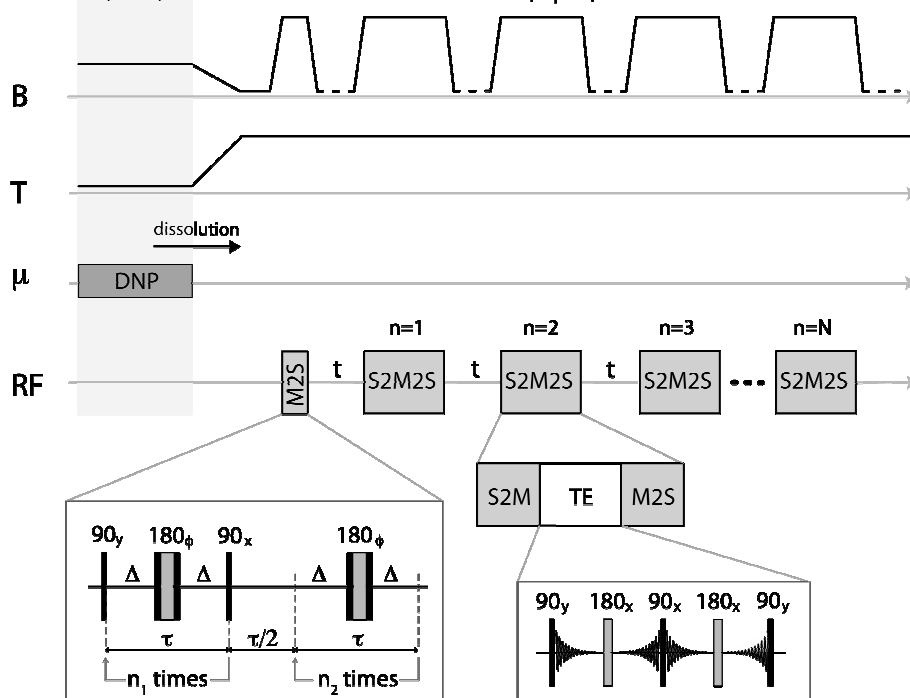 B
T
dissolution
μ
DNP
n=1 n=2 n=3 n=N
RF
M2S t S2M2S t S2M2S t S2M2S ••• S2M2S
S2M TE M2S
90y 180ϕ 90x 180ϕ
Δ Δ Δ Δ
τ τ/2 τ
n1 times n2 times
90y 180x 90x 180x 90y